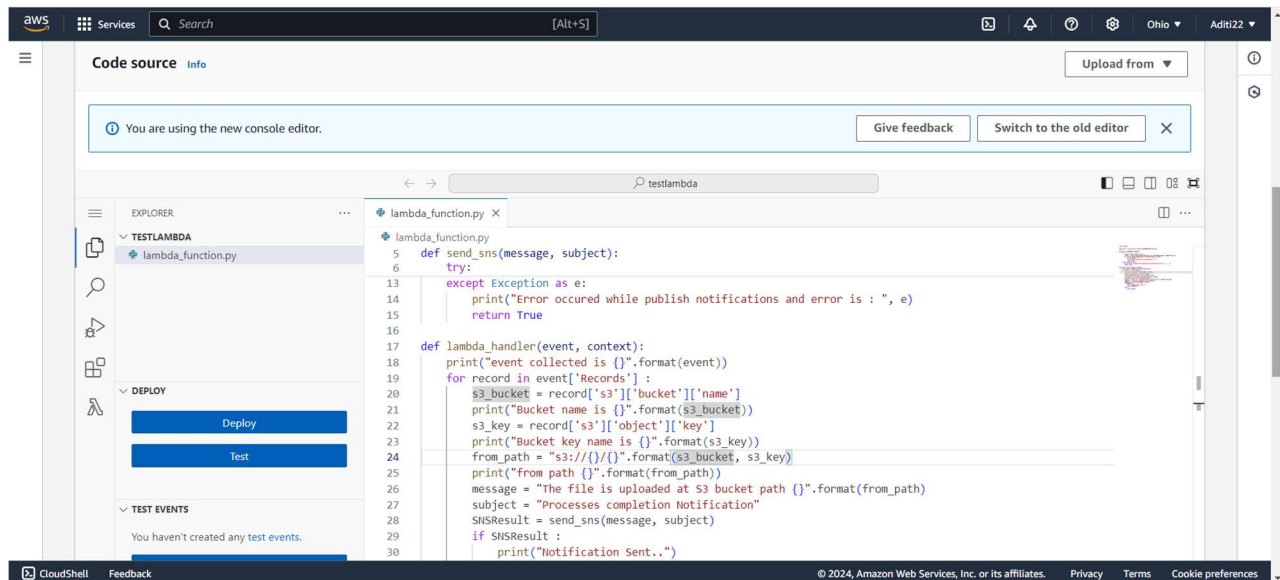 aws Services Search [Alt+S] Ohio ▼ Aditi22 ▼
Code source Info Upload from ▼
You are using the new console editor. Give feedback Switch to the old editor
testlambda
EXPLORER ... lambda_function.py
TESTLAMBDA
lambda_function.py
lambda_function.py
5 def send_sns(message, subject):
6 try:
13 except Exception as e:
14 print("Error occured while publish notifications and error is : ", e)
15 return True
16
17 def lambda_handler(event, context):
18 print("event collected is {}".format(event))
19 for record in event['Records'] :
20 s3_bucket = record['s3']['bucket']['name']
21 print("Bucket name is {}".format(s3_bucket))
22 s3_key = record['s3']['object']['key']
23 print("Bucket key name is {}".format(s3_key))
24 from_path = "s3://{}/{}".format(s3_bucket, s3_key)
25 print("from path {}".format(from_path))
26 message = "The file is uploaded at S3 bucket path {}".format(from_path)
27 subject = "Processes completion Notification"
28 SNSResult = send_sns(message, subject)
29 if SNSResult :
30 print("Notification Sent..")
DEPLOY
Deploy
Test
TEST EVENTS
You haven't created any test events.
CloudShell Feedback © 2024, Amazon Web Services, Inc. or its affiliates. Privacy Terms Cookie preferences